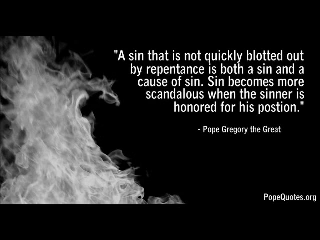 "A sin that is not quickly blotted out
by repentance is both a sin and a
cause of sin. Sin becomes more
scandalous when the sinner is
honored for his postion."
- Pope Gregory the Great
PopeQuotes.org